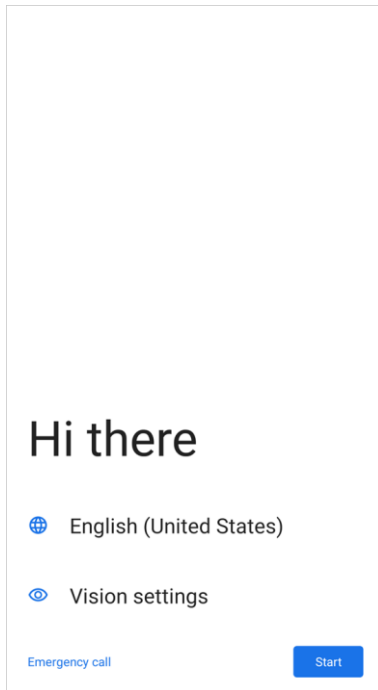 Hi there
English (United States)
Vision settings
Emergency call
Start